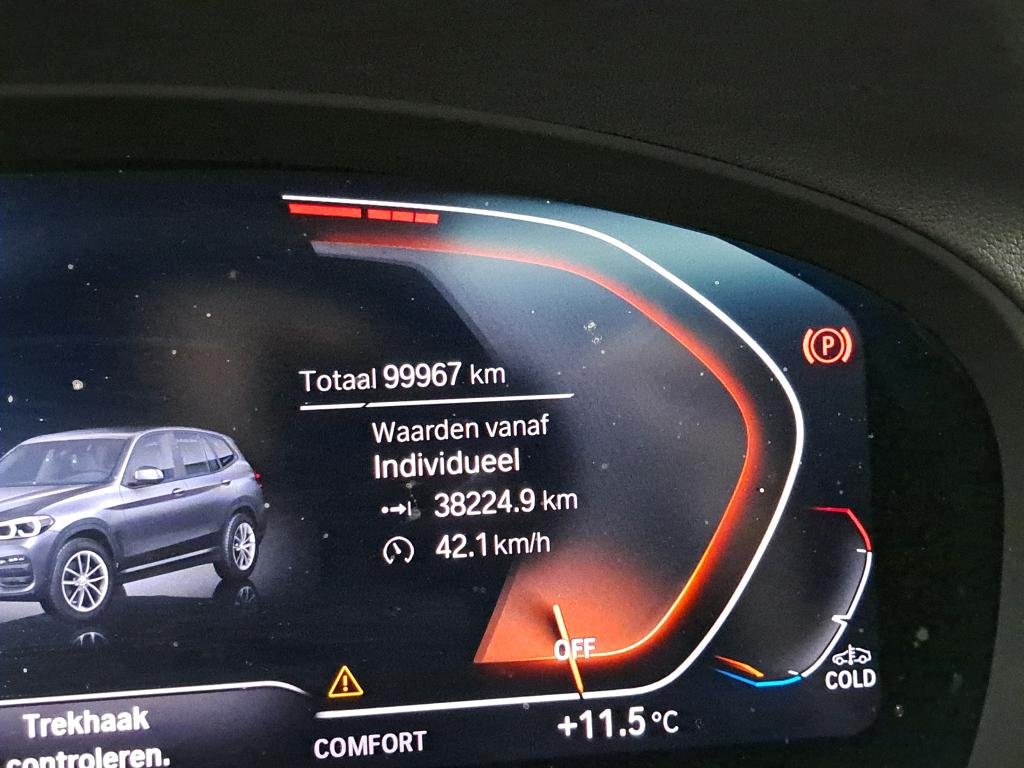 Totaal 99967 km
Waarden vanaf
Individueel
38224.9 km
42.1 km/h
P
OFF
COLD
Trekhaak
controleren.
COMFORT
+11.5 °C